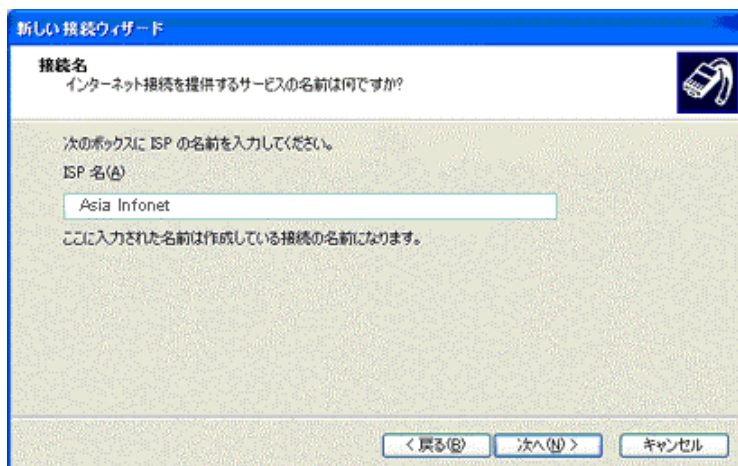 新しい接続ウィザード
接続名
インターネット接続を提供するサービスの名前は何ですか?
次のボックスに ISP の名前を入力してください。
ISP 名(A)
Asia Infonet
ここに入力された名前は作成している接続の名前になります。
< 戻る(B) 次へ(N) > キャンセル